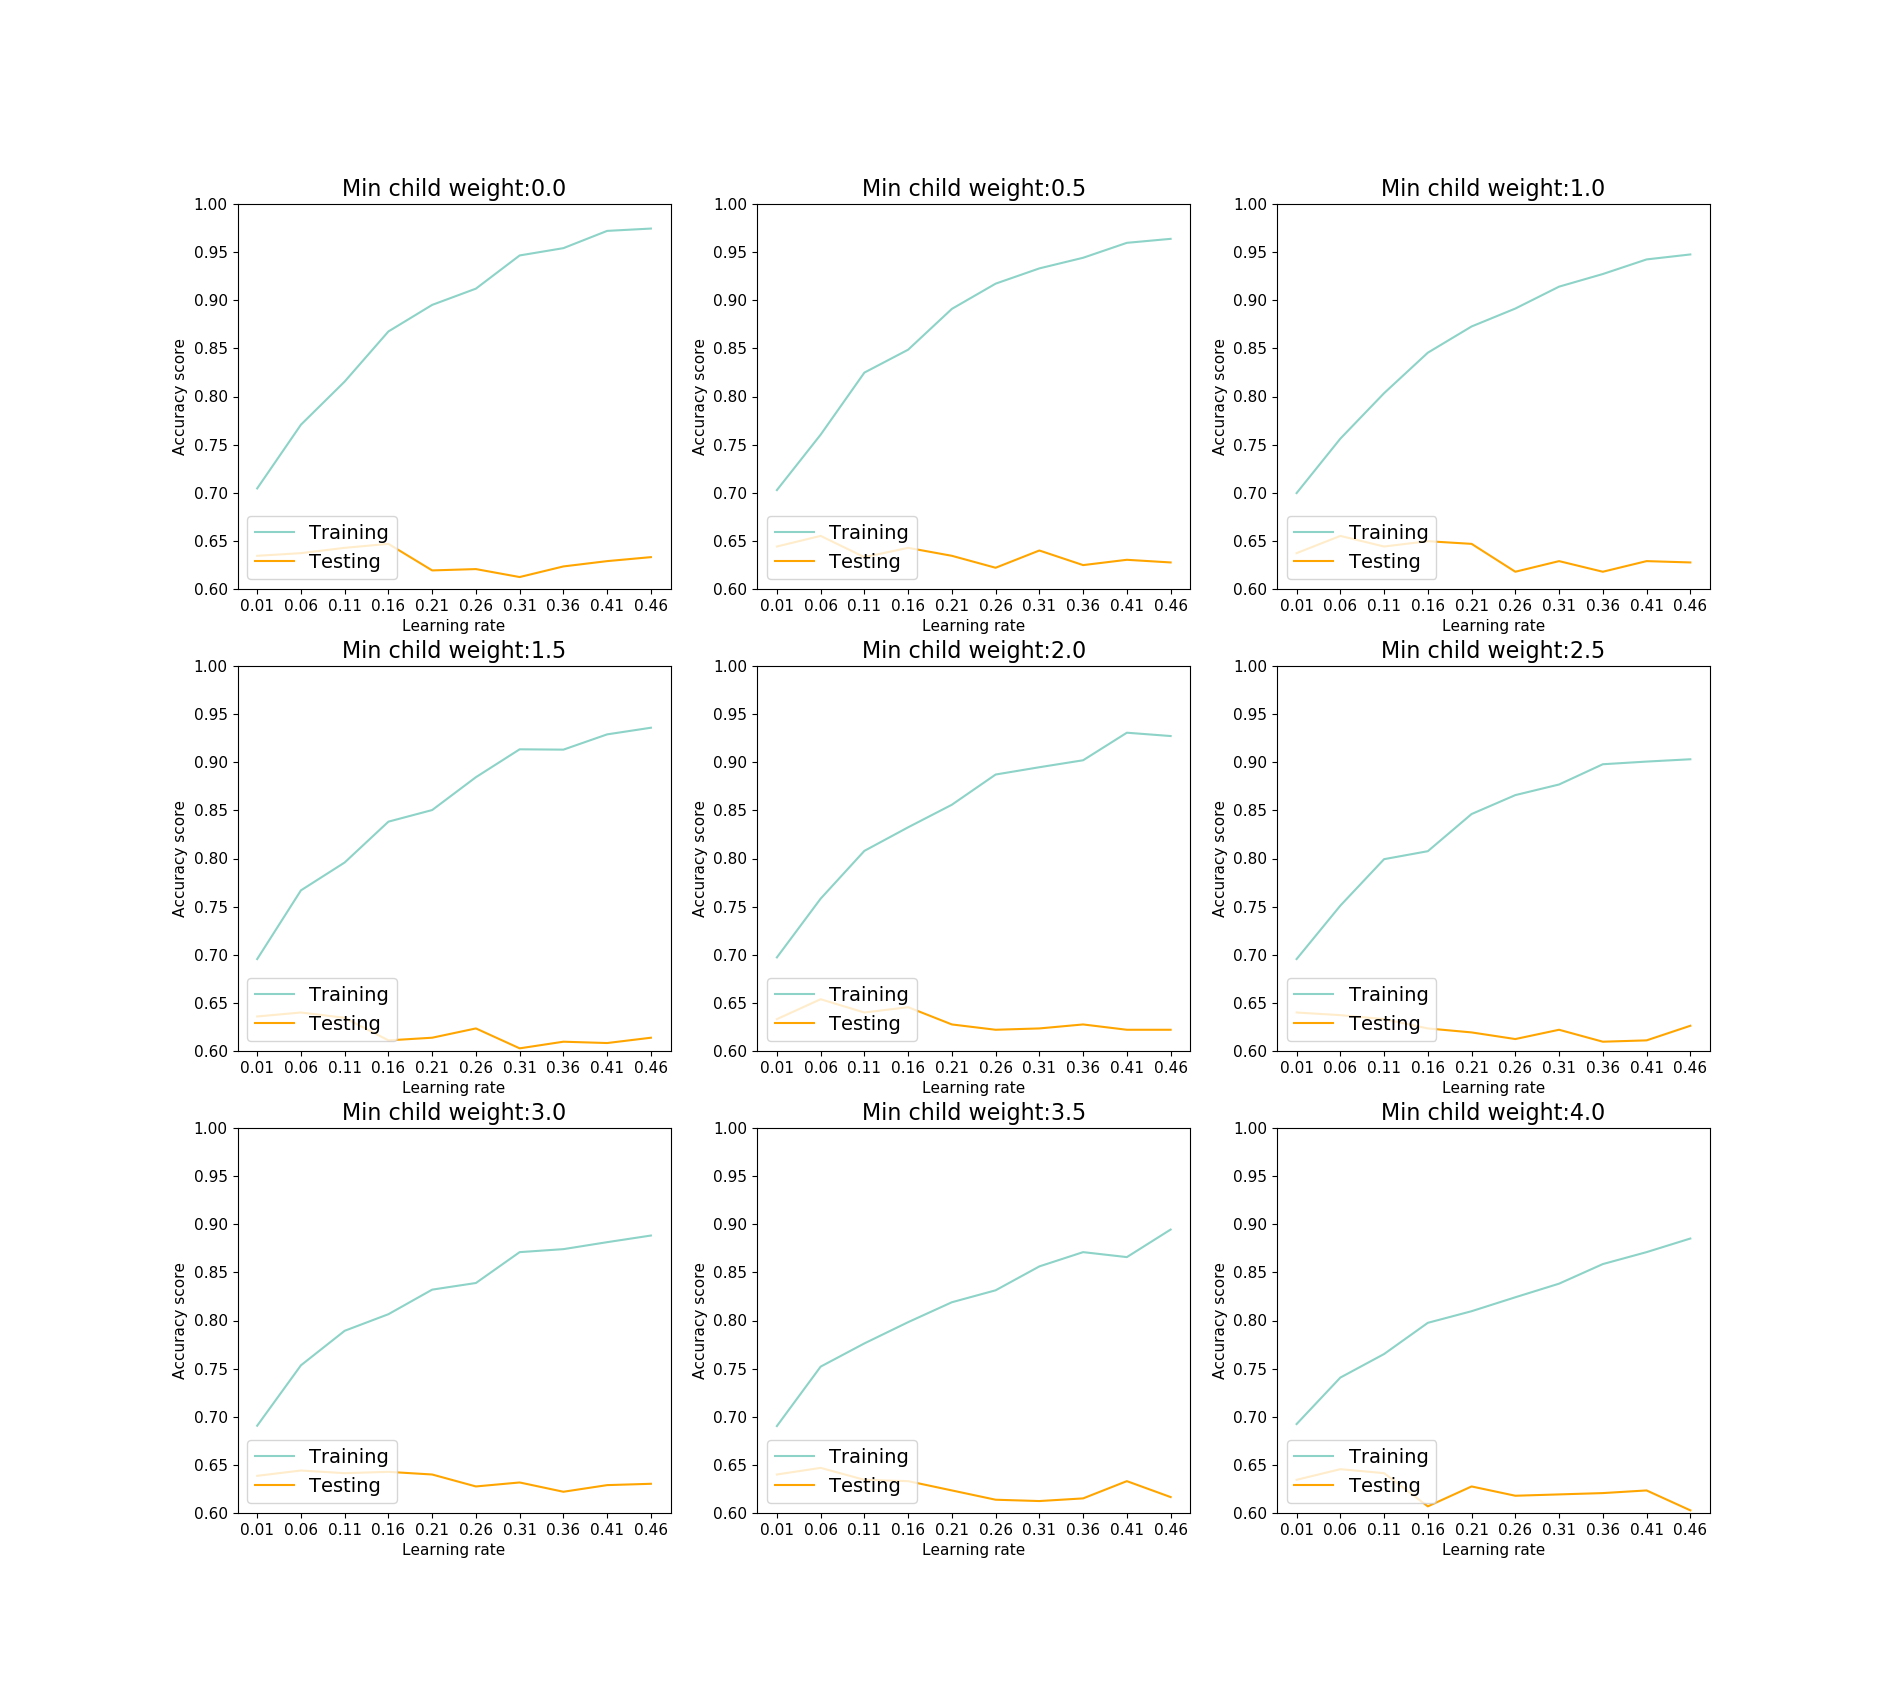 Min child weight:0.0
1.00
0.95
0.90
0.85
0.80
0.75
0.70
0.65
0.60
Accuracy score
Training
Testing
0.01 0.06 0.11 0.16 0.21 0.26 0.31 0.36 0.41 0.46
Learning rate
Min child weight:0.5
1.00
0.95
0.90
0.85
0.80
0.75
0.70
0.65
0.60
Accuracy score
Training
Testing
0.01 0.06 0.11 0.16 0.21 0.26 0.31 0.36 0.41 0.46
Learning rate
Min child weight:1.0
1.00
0.95
0.90
0.85
0.80
0.75
0.70
0.65
0.60
Accuracy score
Training
Testing
0.01 0.06 0.11 0.16 0.21 0.26 0.31 0.36 0.41 0.46
Learning rate
Min child weight:1.5
1.00
0.95
0.90
0.85
0.80
0.75
0.70
0.65
0.60
Accuracy score
Training
Testing
0.01 0.06 0.11 0.16 0.21 0.26 0.31 0.36 0.41 0.46
Learning rate
Min child weight:2.0
1.00
0.95
0.90
0.85
0.80
0.75
0.70
0.65
0.60
Accuracy score
Training
Testing
0.01 0.06 0.11 0.16 0.21 0.26 0.31 0.36 0.41 0.46
Learning rate
Min child weight:2.5
1.00
0.95
0.90
0.85
0.80
0.75
0.70
0.65
0.60
Accuracy score
Training
Testing
0.01 0.06 0.11 0.16 0.21 0.26 0.31 0.36 0.41 0.46
Learning rate
Min child weight:3.0
1.00
0.95
0.90
0.85
0.80
0.75
0.70
0.65
0.60
Accuracy score
Training
Testing
0.01 0.06 0.11 0.16 0.21 0.26 0.31 0.36 0.41 0.46
Learning rate
Min child weight:3.5
1.00
0.95
0.90
0.85
0.80
0.75
0.70
0.65
0.60
Accuracy score
Training
Testing
0.01 0.06 0.11 0.16 0.21 0.26 0.31 0.36 0.41 0.46
Learning rate
Min child weight:4.0
1.00
0.95
0.90
0.85
0.80
0.75
0.70
0.65
0.60
Accuracy score
Training
Testing
0.01 0.06 0.11 0.16 0.21 0.26 0.31 0.36 0.41 0.46
Learning rate